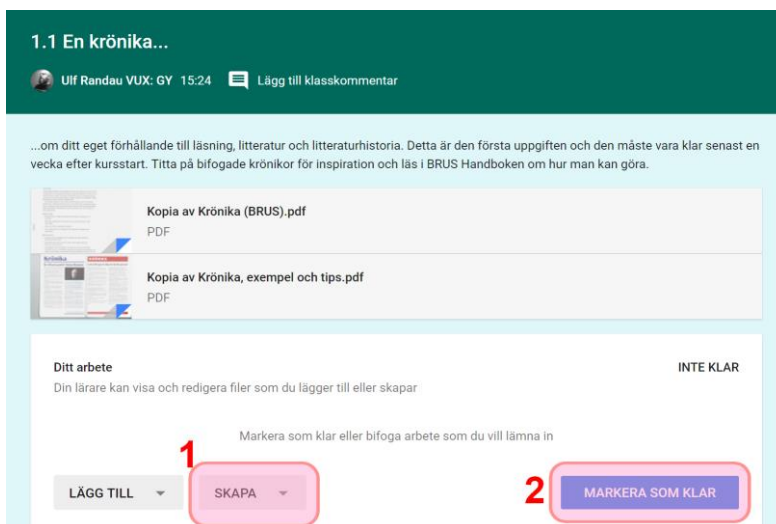 1.1 En krönika...
Ulf Randau VUX: GY 15:24 Lägg till klasskommentar
...om ditt eget förhållande till läsning, litteratur och litteraturhistoria. Detta är den första uppgiften och den måste vara klar senast en
vecka efter kursstart. Titta på bifogade krönikor för inspiration och läs i BRUS Handboken om hur man kan göra.
Kopia av Krönika (BRUS).pdf
PDF
Krönika
Kopia av Krönika, exempel och tips.pdf
PDF
Ditt arbete INTE KLAR
Din lärare kan visa och redigera filer som du lägger till eller skapar
Markera som klar eller bifoga arbete som du vill lämna in
1
LÄGG TILL SKAPA 2 MARKERA SOM KLAR